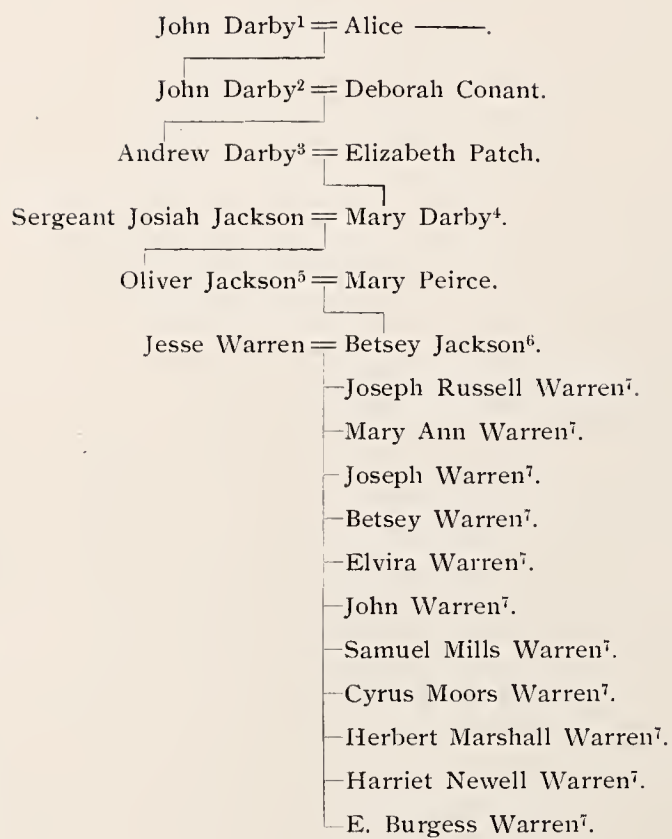 John Darby¹ = Alice ——.
John Darby² = Deborah Conant.
Andrew Darby³ = Elizabeth Patch.
Sergeant Josiah Jackson = Mary Darby⁴.
Oliver Jackson⁵ = Mary Peirce.
Jesse Warren = Betsey Jackson⁶.
Joseph Russell Warren⁷.
Mary Ann Warren⁷.
Joseph Warren⁷.
Betsey Warren⁷.
Elvira Warren⁷.
John Warren⁷.
Samuel Mills Warren⁷.
Cyrus Moors Warren⁷.
Herbert Marshall Warren⁷.
Harriet Newell Warren⁷.
E. Burgess Warren⁷.